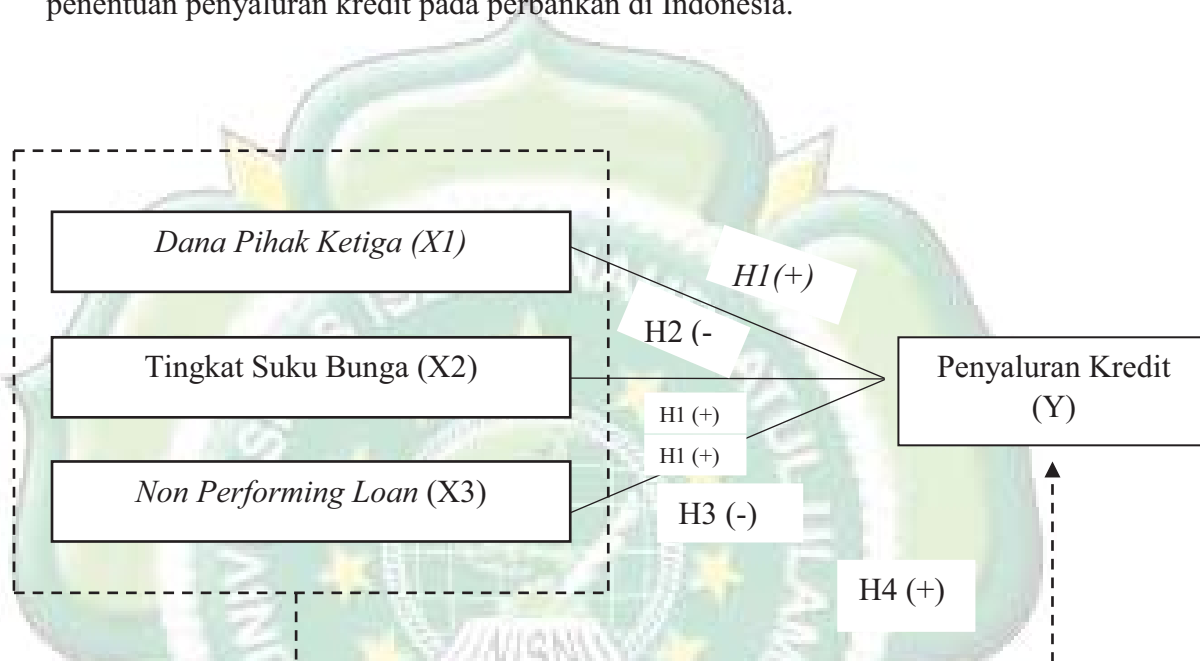 penentuan penyaluran kredit pada perbankan di Indonesia.
Dana Pihak Ketiga (X1)
H1(+)
H2 (-
Tingkat Suku Bunga (X2)
Penyaluran Kredit
(Y)
H1 (+)
H1 (+)
Non Performing Loan (X3)
H3 (-)
H4 (+)
UNISNU